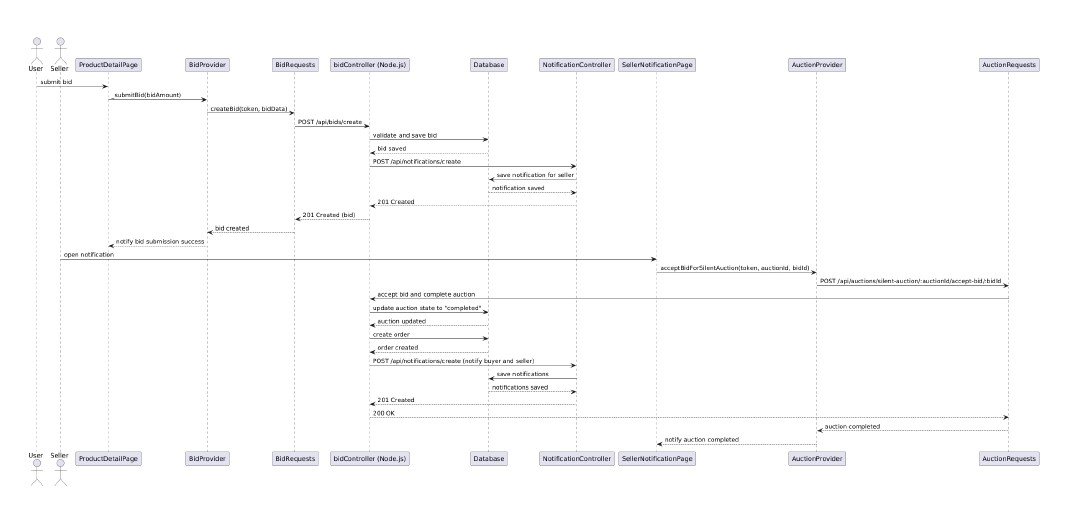 User
Seller
ProductDetailPage
BidProvider
BidRequests
bidController (Node.js)
Database
NotificationController
SellerNotificationPage
AuctionProvider
AuctionRequests
submit bid
_submitBid(bidAmount)
createBid(token, bidData)
POST /api/bids/create
validate and save bid
bid saved
POST /api/notifications/create
save notification for seller
notification saved
201 Created
201 Created (bid)
bid created
notify bid submission success
open notification
acceptBidForSilentAuction(token, auctionId, bidId)
POST /api/auctions/silent-auction/:auctionId/accept-bid/:bidId
accept bid and complete auction
update auction state to "completed"
auction updated
create order
order created
POST /api/notifications/create (notify buyer and seller)
save notifications
notifications saved
201 Created
200 OK
auction completed
notify auction completed
User
Seller
ProductDetailPage
BidProvider
BidRequests
bidController (Node.js)
Database
NotificationController
SellerNotificationPage
AuctionProvider
AuctionRequests